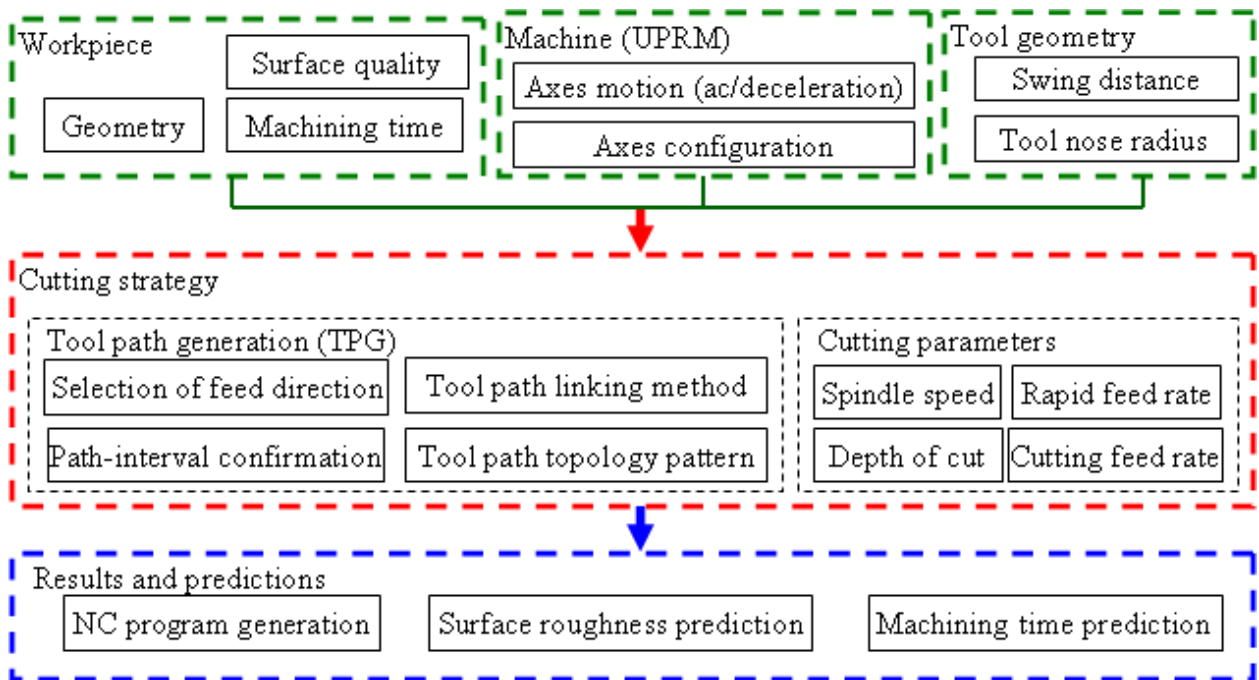 Workpiece
Surface quality
Geometry
Machining time
Machine (UPRM)
Axes motion (ac/deceleration)
Axes configuration
Tool geometry
Swing distance
Tool nose radius
Cutting strategy
Tool path generation (TPG)
Selection of feed direction
Tool path linking method
Path-interval confirmation
Tool path topology pattern
Cutting parameters
Spindle speed
Rapid feed rate
Depth of cut
Cutting feed rate
Results and predictions
NC program generation
Surface roughness prediction
Machining time prediction